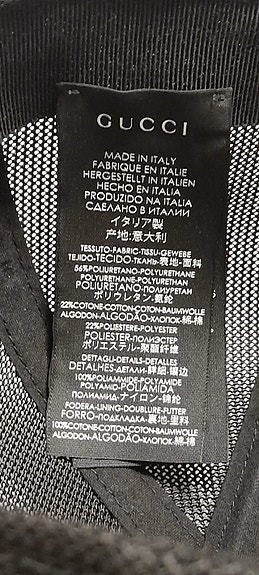 GUCCI
MADE IN ITALY
FABRIQUE EN ITALIE
HERGESTELLT IN ITALIEN
HECHO EN ITALIA
PRODUZIDO NA ITALIA
СДЕЛАНО В ИТАЛИИ
イタリア製
产地:意大利
TESSUTO-FABRIC-TISSU-GEWEBE
TEJIDO-TECIDO-ТКАНЬ-表地-面料
56%POLIURETANO-POLYURETHANE
POLYURETHANE-POLYURETHAN
POLIURETANO-ПОЛИУРЕТАН
ポリウレタン-氨纶
22%COTONE-COTTON-COTON-BAUMWOLLE
ALGODON-ALGODÃO-ХЛОПОК-綿-棉
22%POLIESTERE-POLYESTER
POLIESTER-ПОЛИЭСТЕР
ポリエステル-聚酯纤维
DETTAGLI-DETAILS-DETAILS
DETALHES-ДЕТАЛИ-詳細-镶边
100%POLIAMMIDE-POLYAMIDE
POLYAMID-POLIAMIDA
ПОЛИАМИД-ナイロン-锦纶
FODERA-LINING-DOUBLURE-FUTTER
FORRO-ПОДКЛАДКА-裏地-里料
100%COTONE-COTTON-COTON-BAUMWOLLE
ALGODON-ALGODÃO-ХЛОПОК-綿-棉